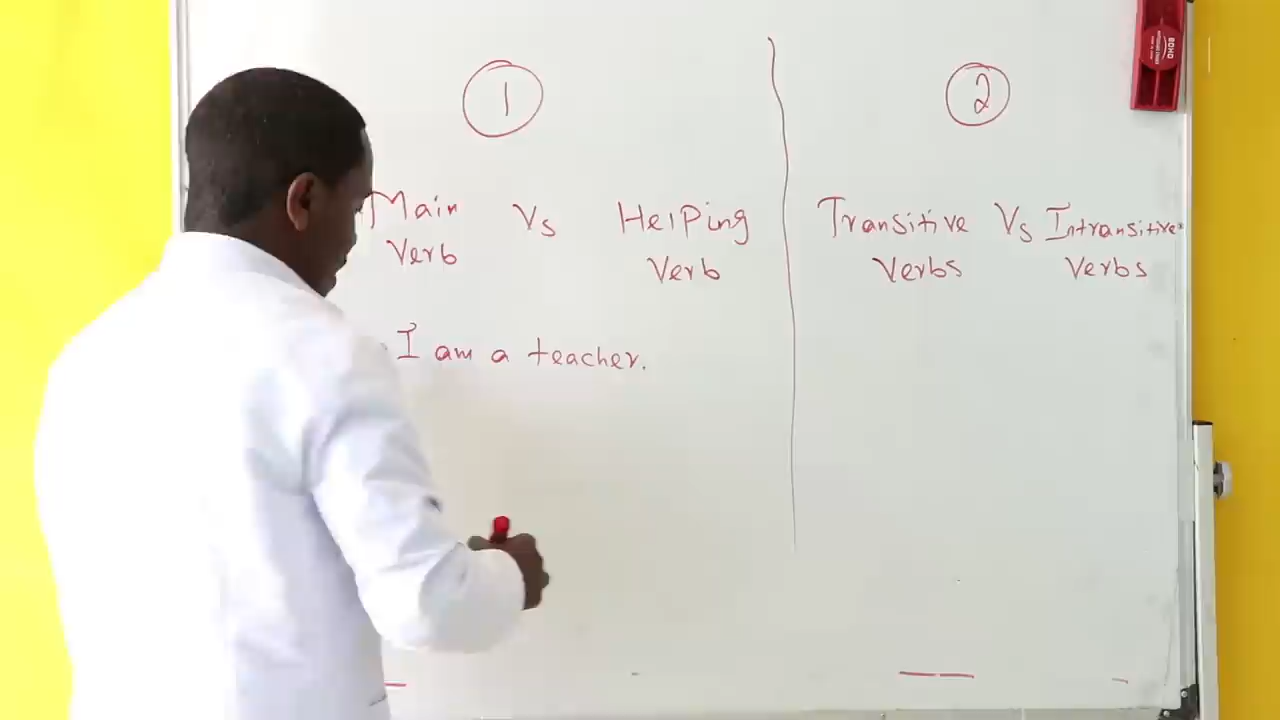 1
Main Vs Helping
Verb Verb
I am a teacher.
2
Transitive Vs Intransitive
Verbs Verbs